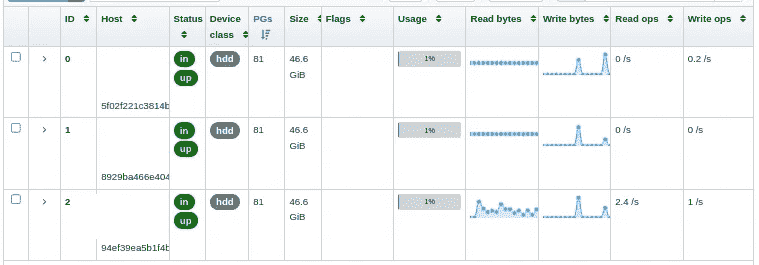 ID Host Status Device class PGs Size Flags Usage Read bytes Write bytes Read ops Write ops
0 in up hdd 81 46.6 GiB 1% 0 /s 0.2 /s
5f02f221c3814b
1 in up hdd 81 46.6 GiB 1% 0 /s 0 /s
8929ba466e404
2 in up hdd 81 46.6 GiB 1% 2.4 /s 1 /s
94ef39ea5b1f4b